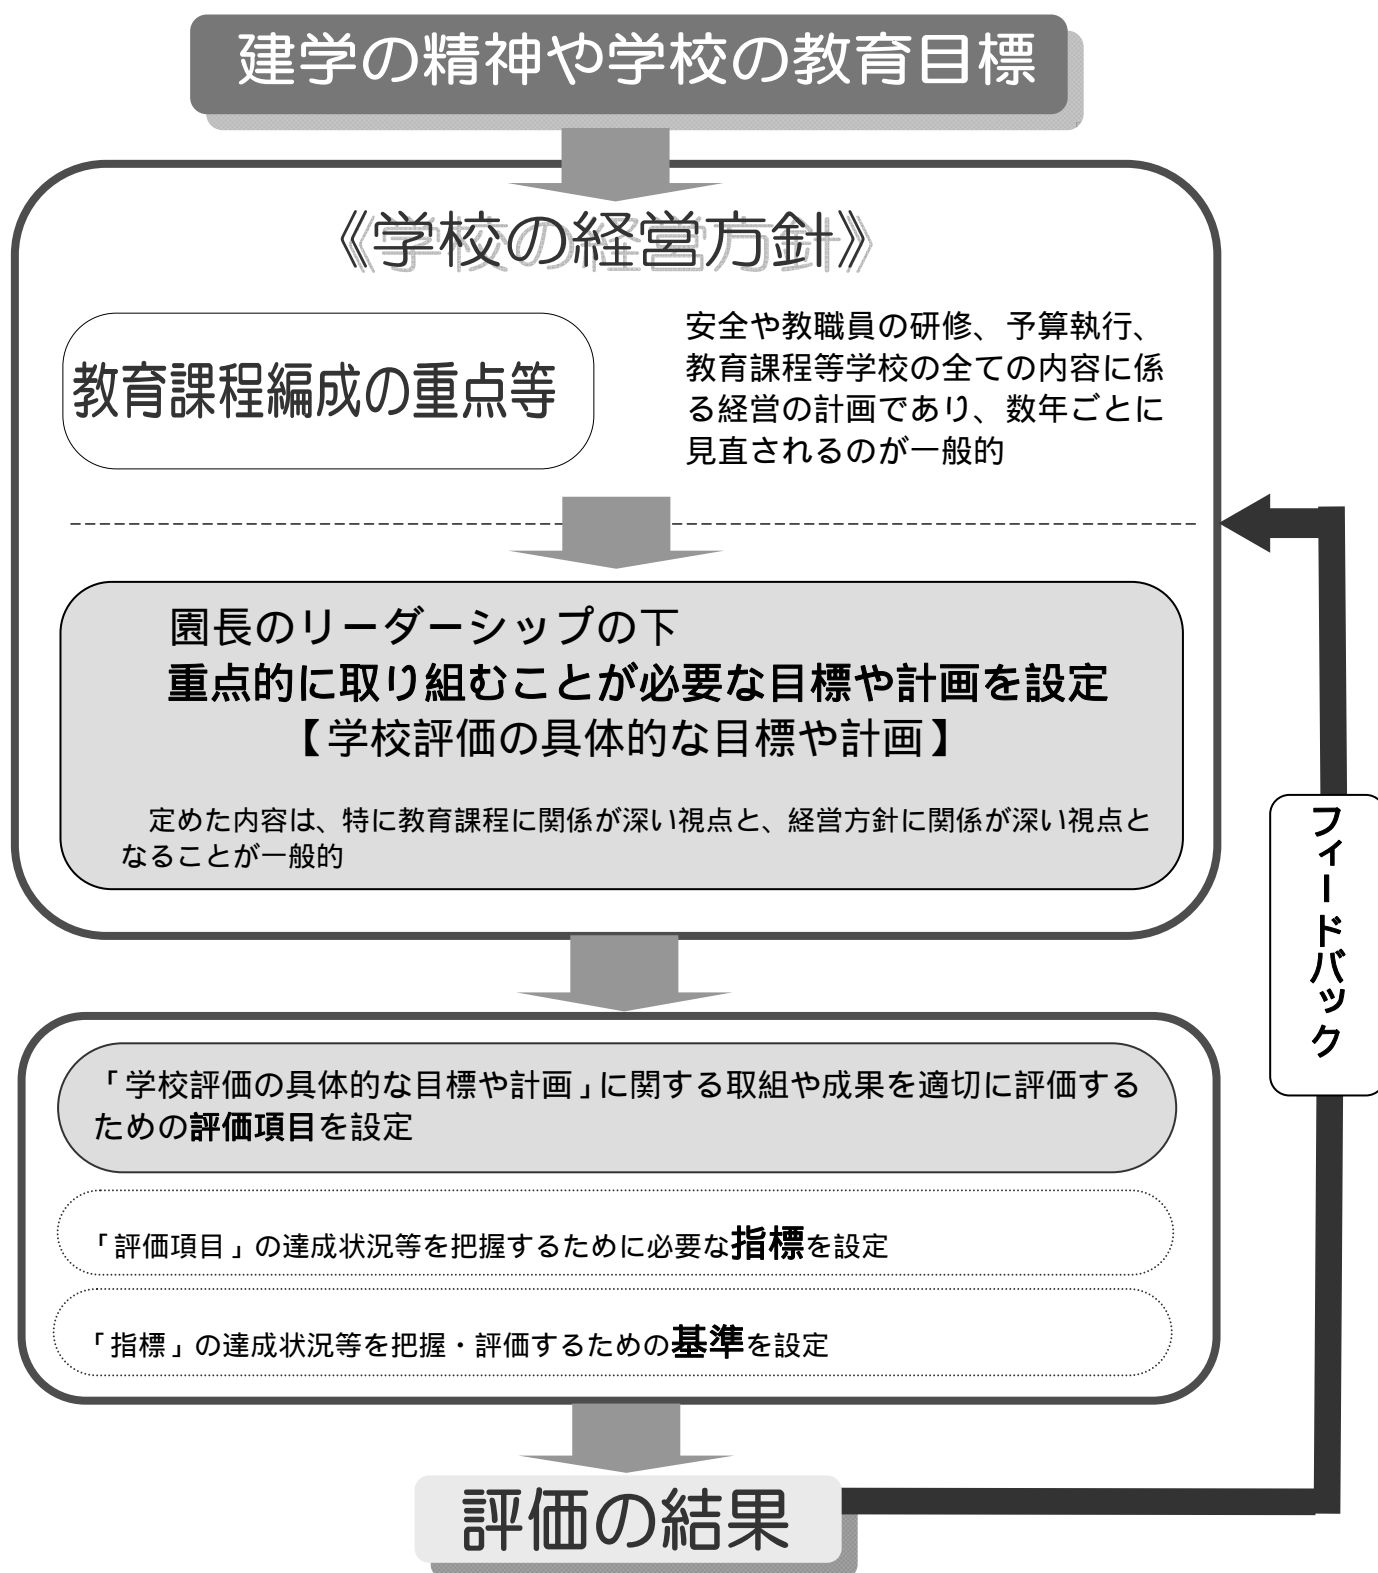 建学の精神や学校の教育目標
《学校の経営方針》
教育課程編成の重点等
安全や教職員の研修、予算執行、
教育課程等学校の全ての内容に係
る経営の計画であり、数年ごとに
見直されるのが一般的
園長のリーダーシップの下
重点的に取り組むことが必要な目標や計画を設定
【学校評価の具体的な目標や計画】
定めた内容は、特に教育課程に関係が深い視点と、経営方針に関係が深い視点と
なることが一般的
フィードバック
「学校評価の具体的な目標や計画」に関する取組や成果を適切に評価する
ための評価項目を設定
「評価項目」の達成状況等を把握するために必要な指標を設定
「指標」の達成状況等を把握・評価するための基準を設定
評価の結果